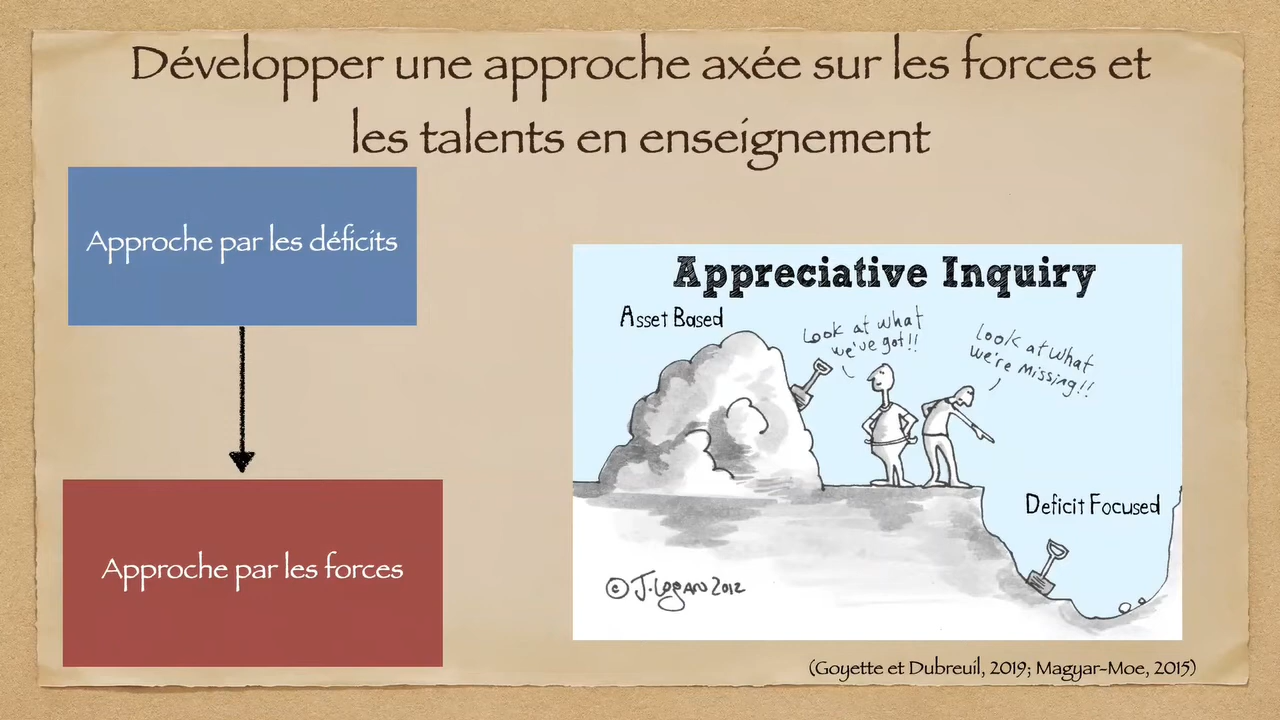 Développer une approche axée sur les forces et
les talents en enseignement
Approche par les déficits
Approche par les forces
Appreciative Inquiry
Asset Based
Look at what
we've got!!
Look at what
we're missing!!
Deficit Focused
© J. Logan 2012
(Goyette et Dubreuil, 2019; Magyar-Moe, 2015)